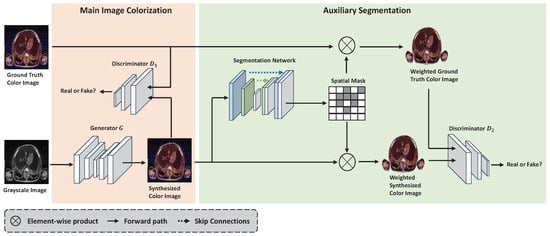 Main Image Colorization
Auxiliary Segmentation
Ground Truth
Color Image
Discriminator D1
Real or Fake?
Segmentation Network
Spatial Mask
Weighted Ground
Truth Color Image
Generator G
Grayscale Image
Synthesized
Color Image
Weighted
Synthesized
Color Image
Discriminator D2
Real or Fake?
Element-wise product
Forward path
Skip Connections